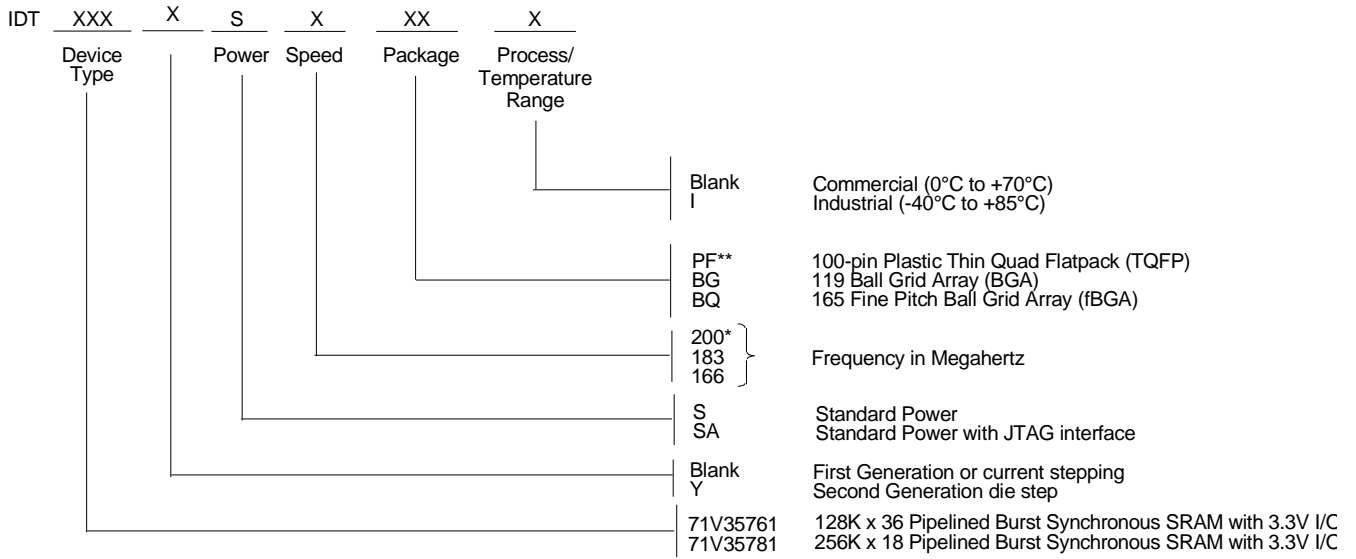 IDT XXX X S X XX X
Device Type
Power
Speed
Package
Process/
Temperature
Range
Blank Commercial (0°C to +70°C)
I Industrial (-40°C to +85°C)
PF** 100-pin Plastic Thin Quad Flatpack (TQFP)
BG 119 Ball Grid Array (BGA)
BQ 165 Fine Pitch Ball Grid Array (fBGA)
200*
183 Frequency in Megahertz
166
S Standard Power
SA Standard Power with JTAG interface
Blank First Generation or current stepping
Y Second Generation die step
71V35761 128K x 36 Pipelined Burst Synchronous SRAM with 3.3V I/O
71V35781 256K x 18 Pipelined Burst Synchronous SRAM with 3.3V I/O